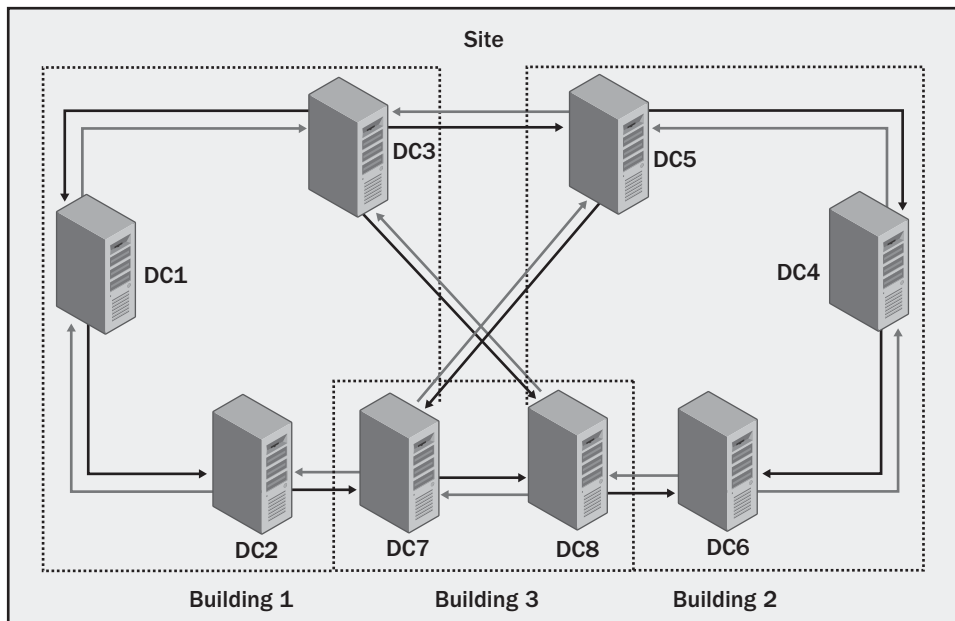 Site
DC3
DC5
DC1
DC4
DC2
DC7
DC8
DC6
Building 1
Building 3
Building 2